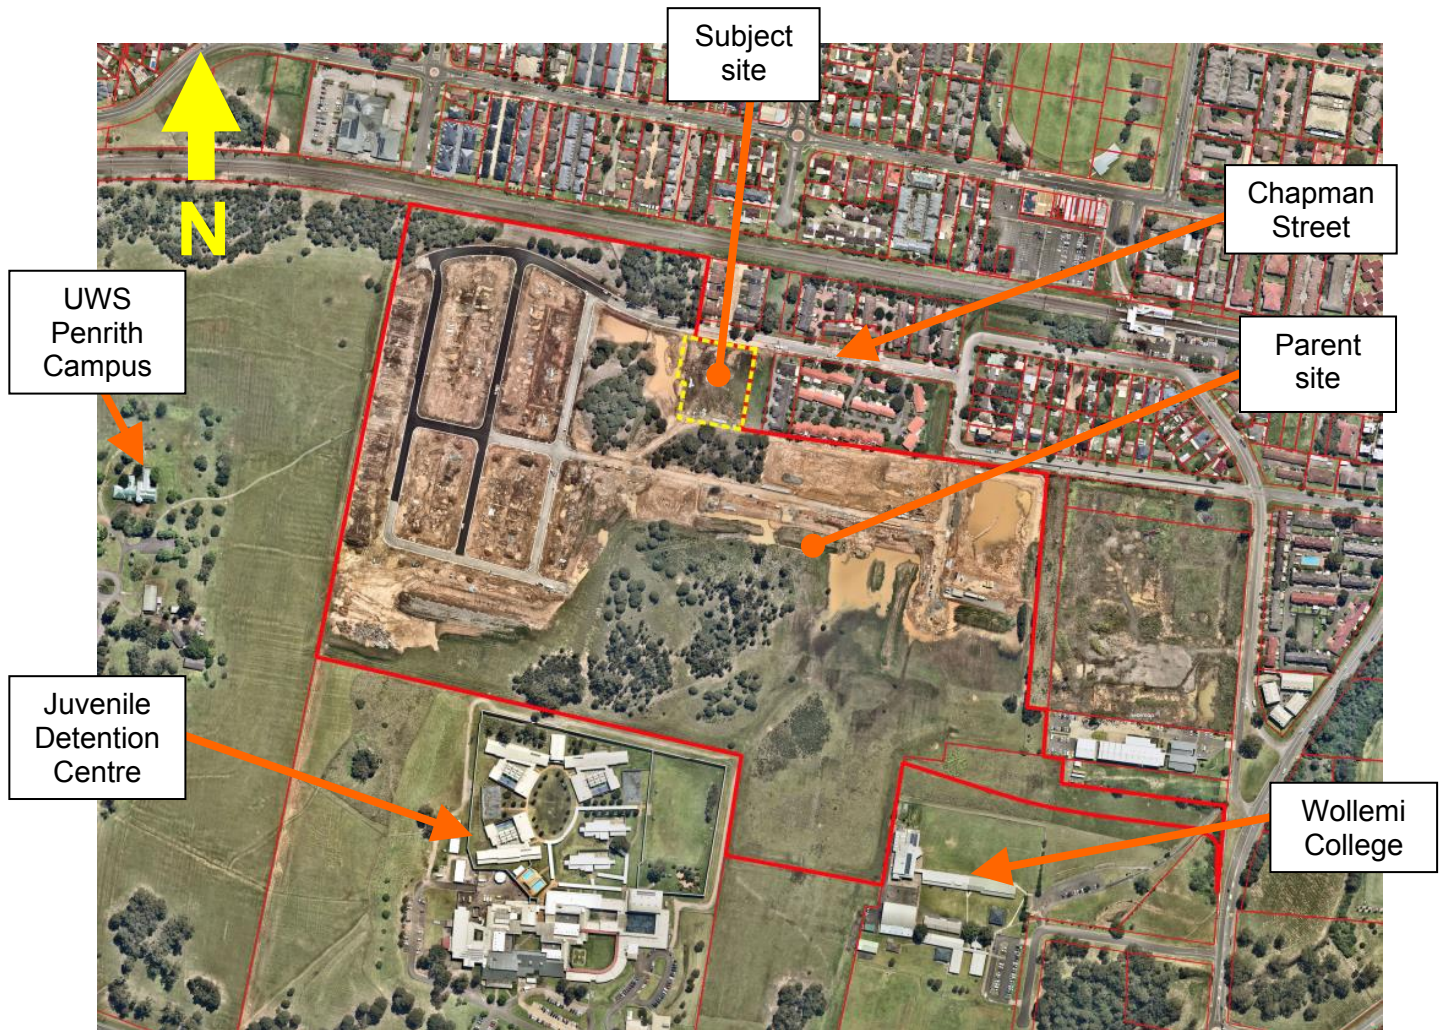 Subject
site
N
Chapman
Street
UWS
Penrith
Campus
Parent
site
Juvenile
Detention
Centre
Wollemi
College